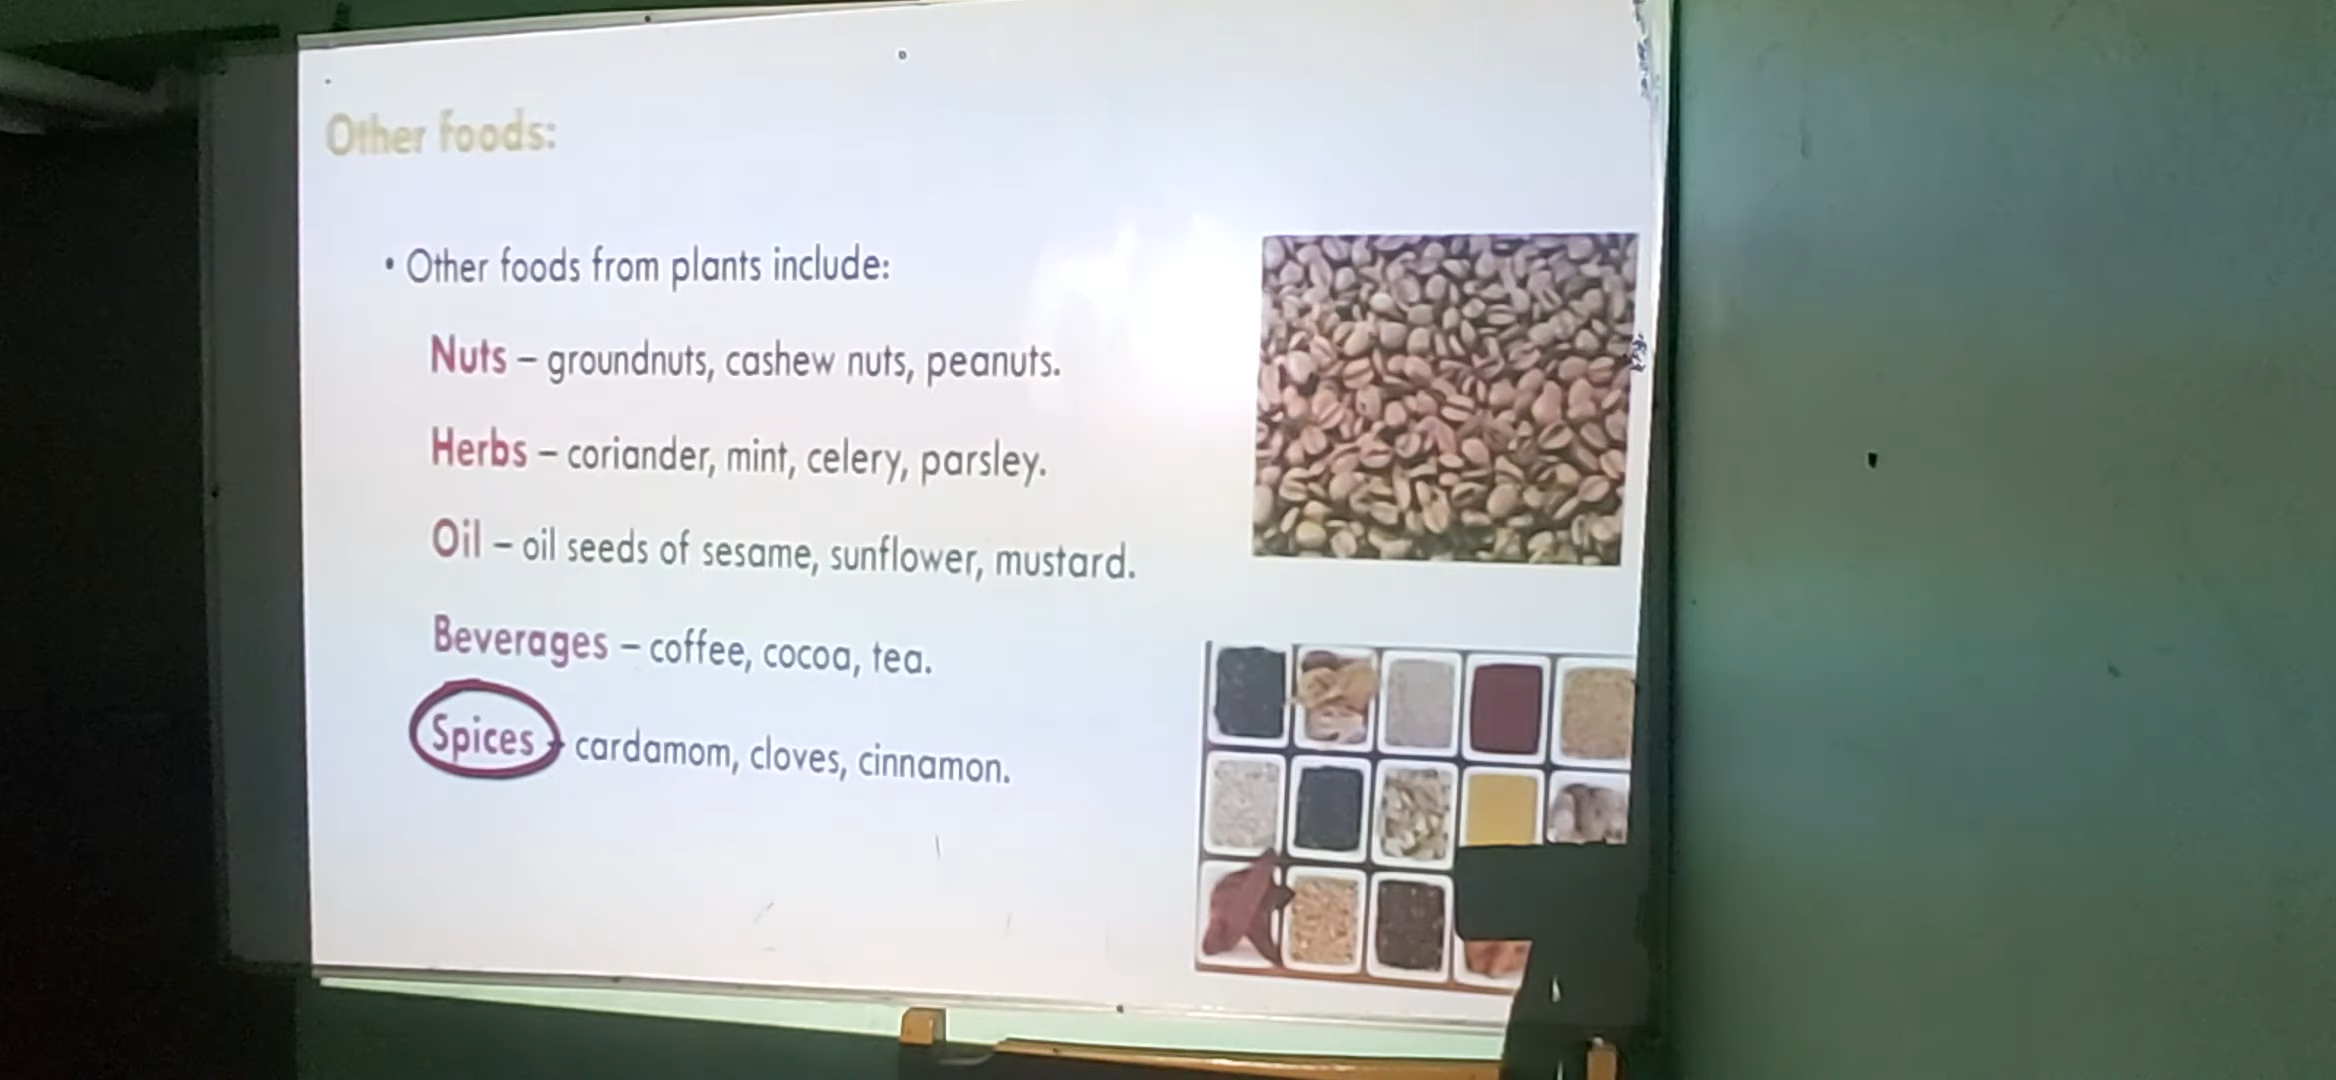 Other foods:
• Other foods from plants include:
Nuts – groundnuts, cashew nuts, peanuts.
Herbs – coriander, mint, celery, parsley.
Oil – oil seeds of sesame, sunflower, mustard.
Beverages – coffee, cocoa, tea.
Spices – cardamom, cloves, cinnamon.